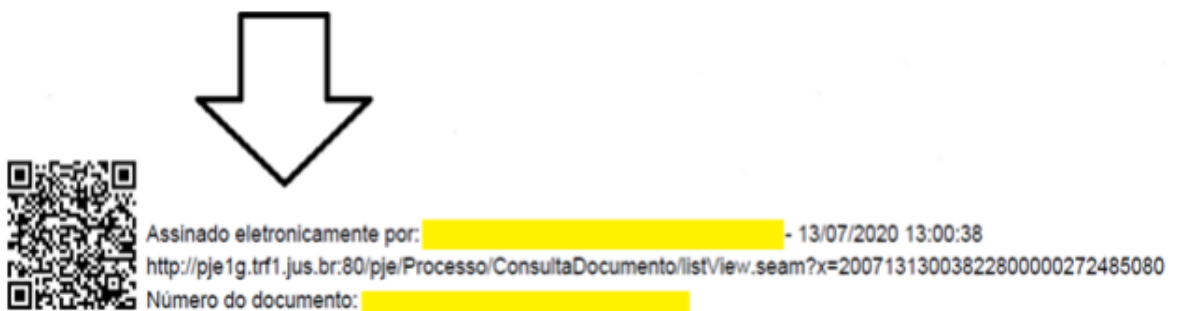 Assinado eletronicamente por: - 13/07/2020 13:00:38
http://pje1g.trf1.jus.br:80/pje/Processo/ConsultaDocumento/listView.seam?x=20071313003822800000272485080
Número do documento: